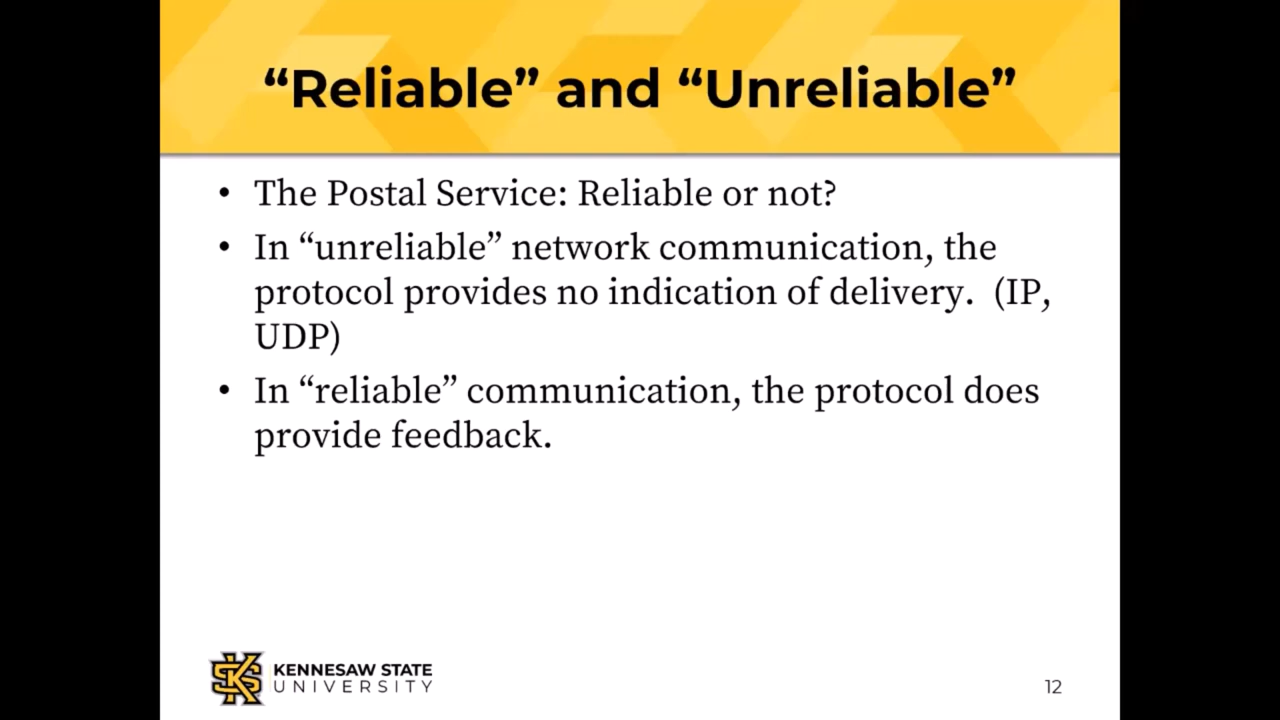 “Reliable” and “Unreliable”
• The Postal Service: Reliable or not?
• In “unreliable” network communication, the
protocol provides no indication of delivery.  (IP,
UDP)
• In “reliable” communication, the protocol does
provide feedback.
KENNESAW STATE
UNIVERSITY
12